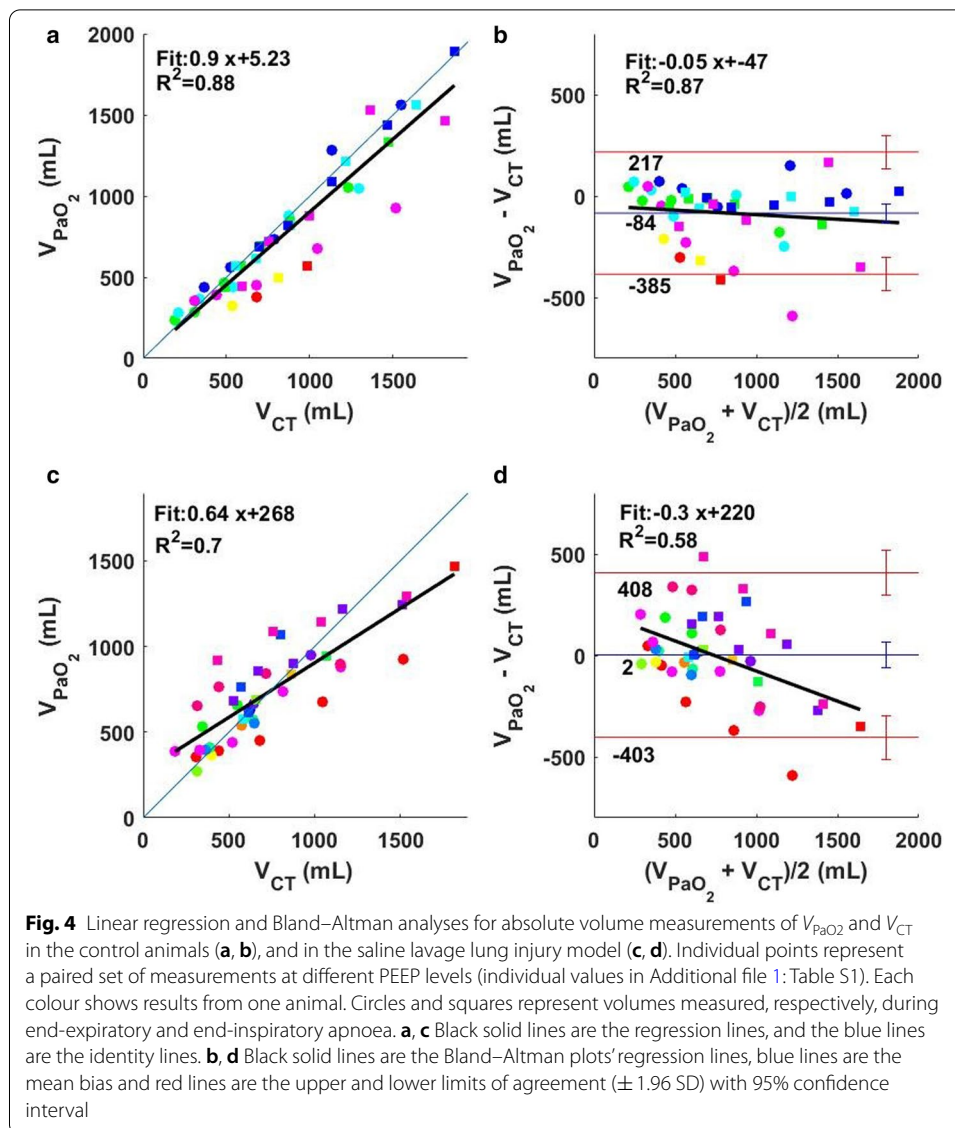 a
2000
1500
1000
500
0
V_PaO2 (mL)
Fit:0.9 x+5.23
R²=0.88
0 500 1000 1500
V_CT (mL)
b
500
0
-500
V_PaO2 - V_CT (mL)
Fit:-0.05 x+-47
R²=0.87
217
-84
-385
0 500 1000 1500 2000
(V_PaO2 + V_CT)/2 (mL)
c
1500
1000
500
0
V_PaO2 (mL)
Fit:0.64 x+268
R²=0.7
0 500 1000 1500
V_CT (mL)
d
500
0
-500
V_PaO2 - V_CT (mL)
Fit:-0.3 x+220
R²=0.58
408
2
-403
0 500 1000 1500 2000
(V_PaO2 + V_CT)/2 (mL)
Fig. 4 Linear regression and Bland–Altman analyses for absolute volume measurements of V_PaO2 and V_CT
in the control animals (a, b), and in the saline lavage lung injury model (c, d). Individual points represent
a paired set of measurements at different PEEP levels (individual values in Additional file 1: Table S1). Each
colour shows results from one animal. Circles and squares represent volumes measured, respectively, during
end-expiratory and end-inspiratory apnoea. a, c Black solid lines are the regression lines, and the blue lines
are the identity lines. b, d Black solid lines are the Bland–Altman plots' regression lines, blue lines are the
mean bias and red lines are the upper and lower limits of agreement (± 1.96 SD) with 95% confidence
interval